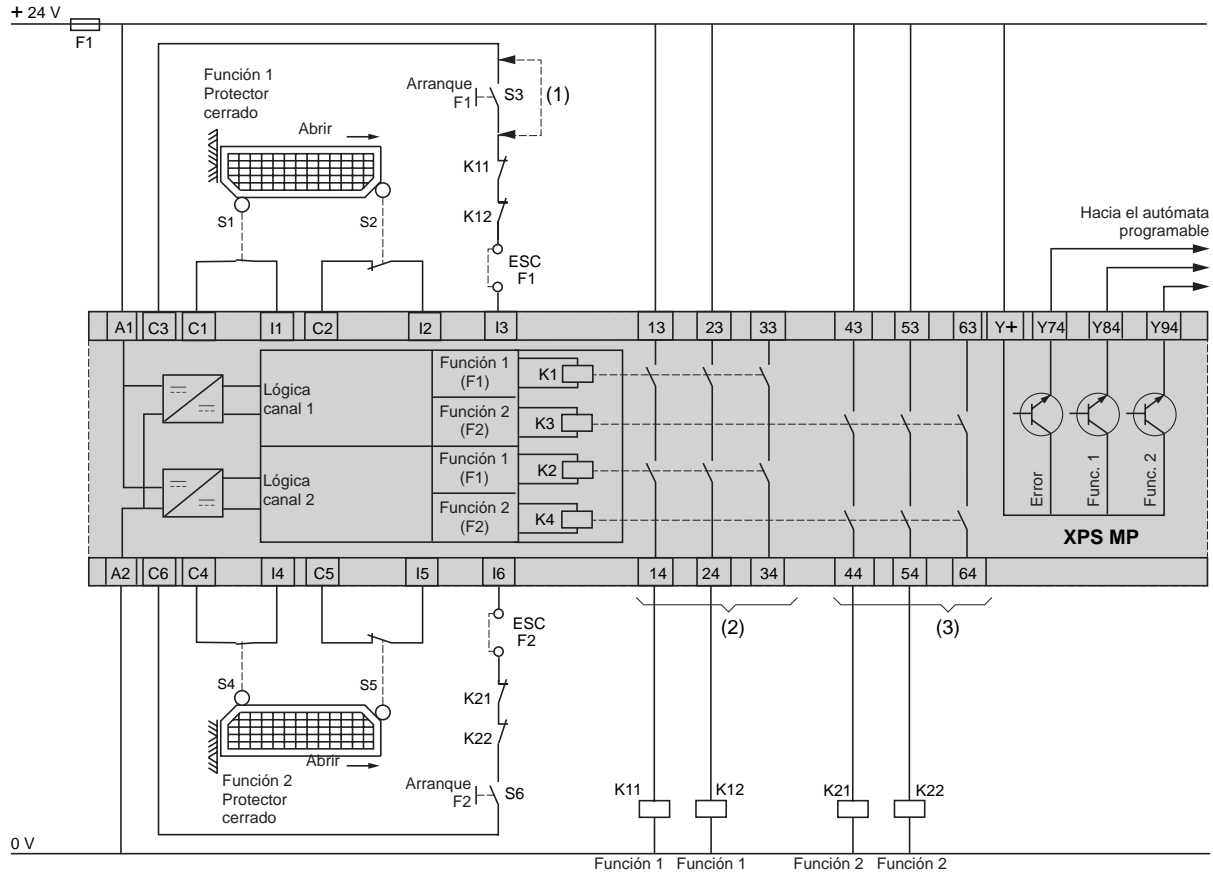 + 24 V
F1
Función 1
Protector
cerrado
Abrir
S1
S2
Arranque
F1
S3
(1)
K11
K12
ESC
F1
Hacia el autómata
programable
A1 C3 C1 I1 C2 I2 I3 13 23 33 43 53 63 Y+ Y74 Y84 Y94
Lógica
canal 1
Función 1
(F1)
K1
Función 2
(F2)
K3
Lógica
canal 2
Función 1
(F1)
K2
Función 2
(F2)
K4
Error
Func. 1
Func. 2
XPS MP
A2 C6 C4 I4 C5 I5 I6 14 24 34 44 54 64
(2)
(3)
ESC
F2
S4
S5
K21
K22
Abrir
Función 2
Protector
cerrado
Arranque
F2
S6
K11
K12
K21
K22
0 V
Función 1 Función 1 Función 2 Función 2